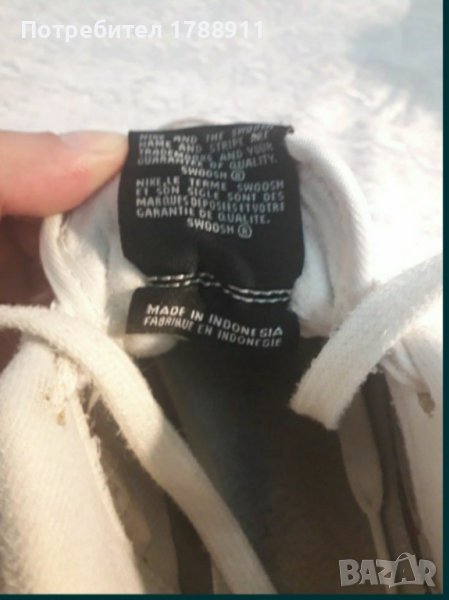 Потребител 1788911
NIKE AND THE SWOOSH
NAME AND STRIPE ARE
TRADEMARKS AND YOUR
GUARANTEE OF QUALITY.
SWOOSH ®
NIKE, LE TERME SWOOSH
ET SON SIGLE SONT DES
MARQUES DEPOSEES ET VOTRE
GARANTIE DE QUALITE.
SWOOSH ®
MADE IN INDONESIA
FABRIQUE EN INDONESIE
BAZAR